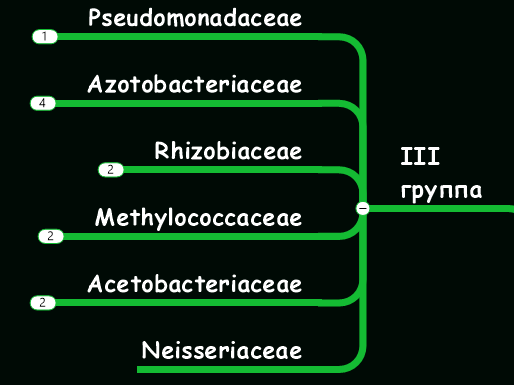 Pseudomonadaceae
1
Azotobacteriaceae
4
Rhizobiaceae
2
Methylococcaceae
2
Acetobacteriaceae
2
Neisseriaceae
III
группа